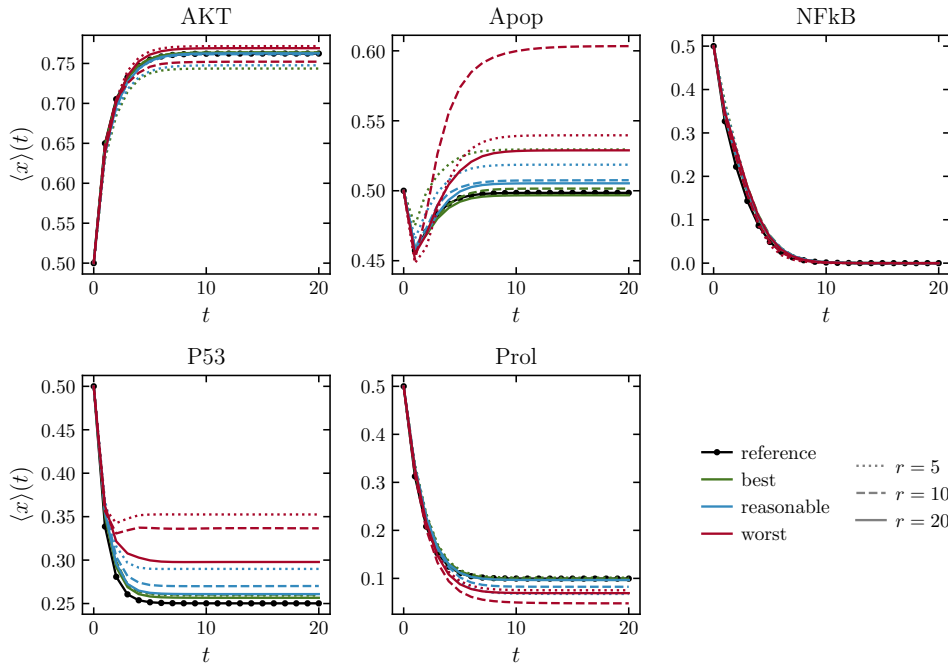 AKT
Apop
NFkB
⟨x⟩(t)
0.75
0.70
0.65
0.60
0.55
0.50
0 10 20
t
0.60
0.55
0.50
0.45
0 10 20
t
0.5
0.4
0.3
0.2
0.1
0.0
0 10 20
t
P53
Prol
⟨x⟩(t)
0.50
0.45
0.40
0.35
0.30
0.25
0 10 20
t
0.5
0.4
0.3
0.2
0.1
0 10 20
t
reference
best
reasonable
worst
r = 5
r = 10
r = 20